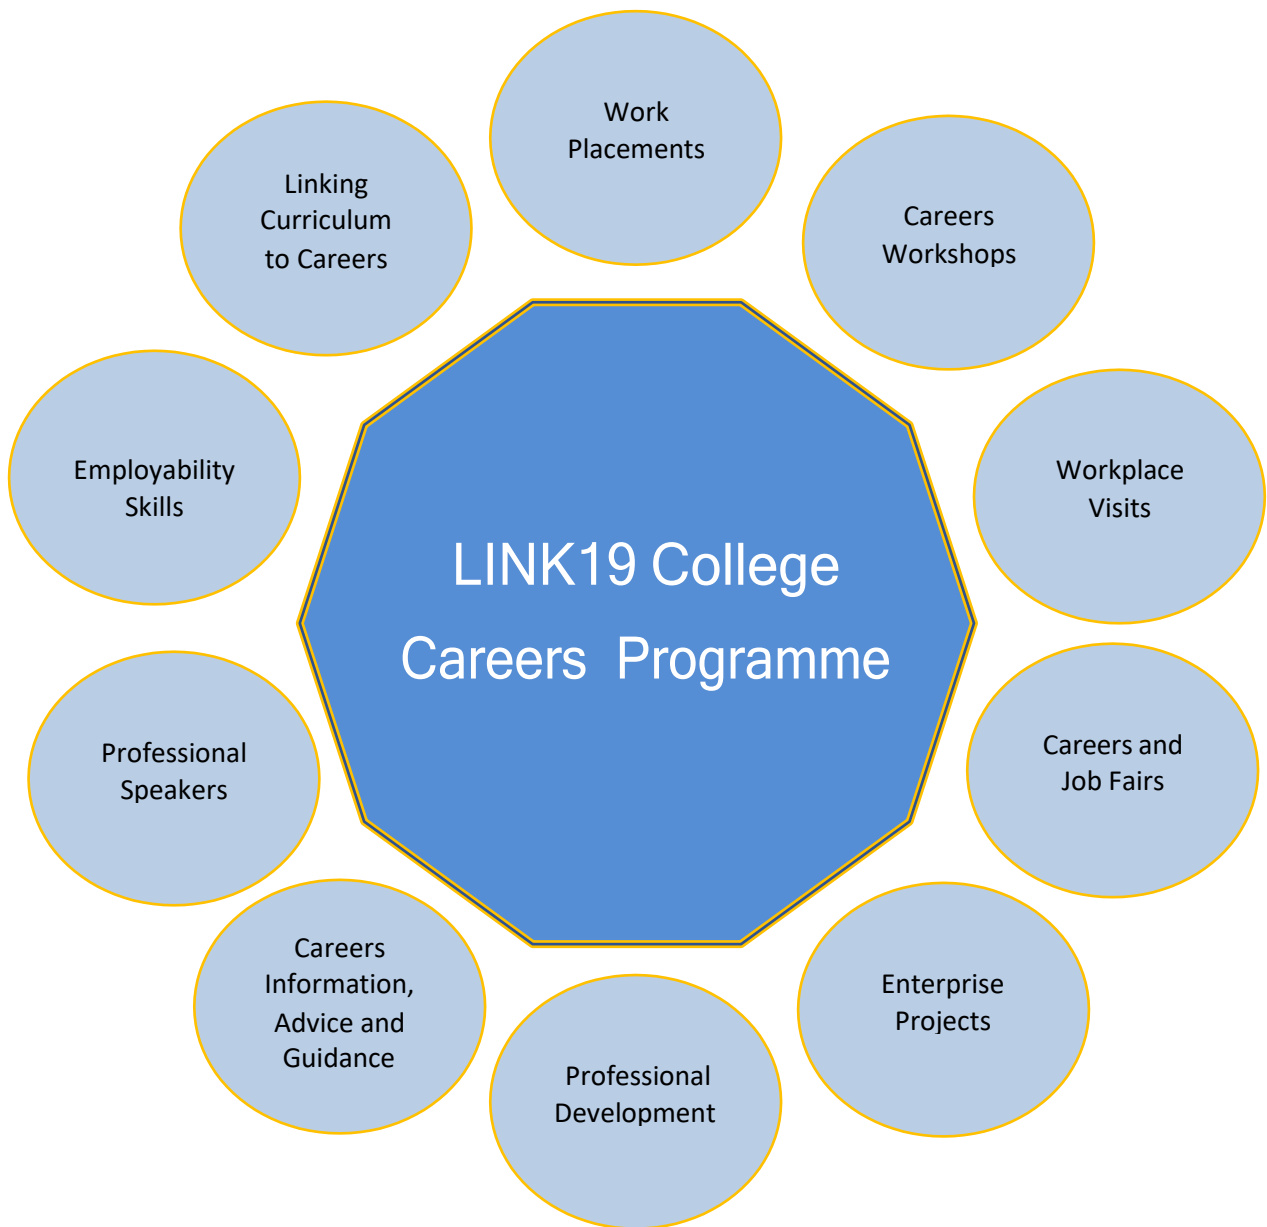 Work
Placements
Linking
Curriculum
to Careers
Careers
Workshops
Employability
Skills
Workplace
Visits
LINK19 College
Careers Programme
Professional
Speakers
Careers and
Job Fairs
Careers
Information,
Advice and
Guidance
Enterprise
Projects
Professional
Development